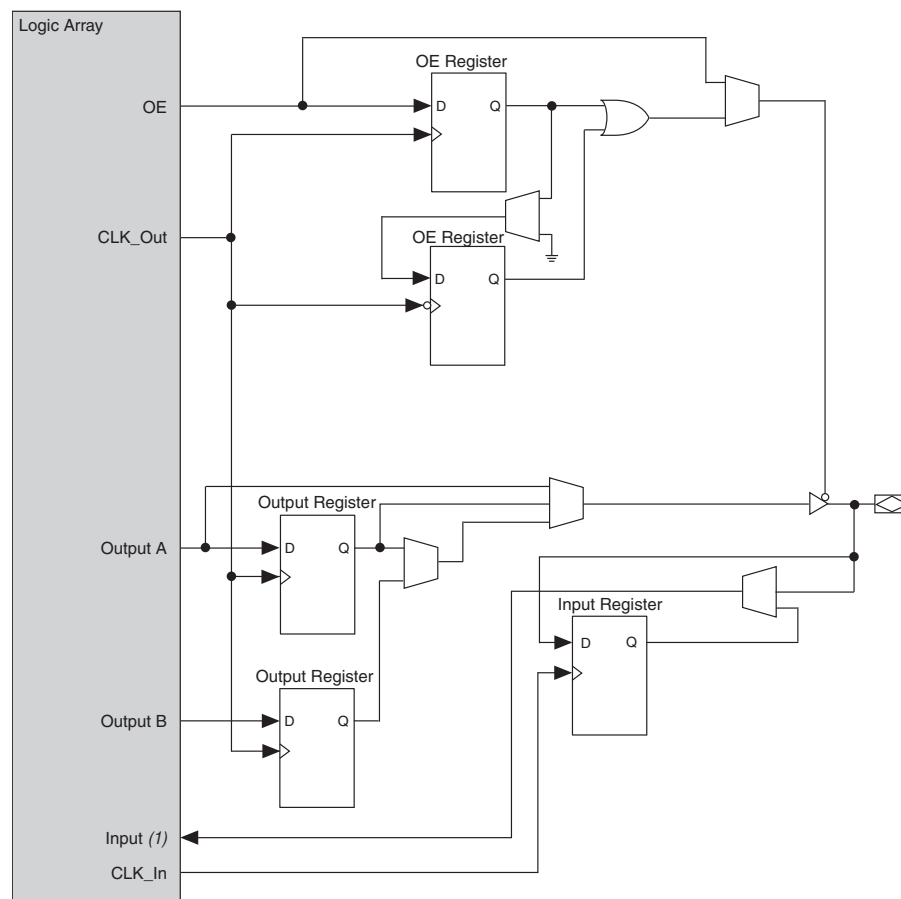 Logic Array
OE Register
OE
D Q
CLK_Out
OE Register
D Q
Output Register
Output A
D Q
Input Register
D Q
Output Register
Output B
D Q
Input (1)
CLK_In